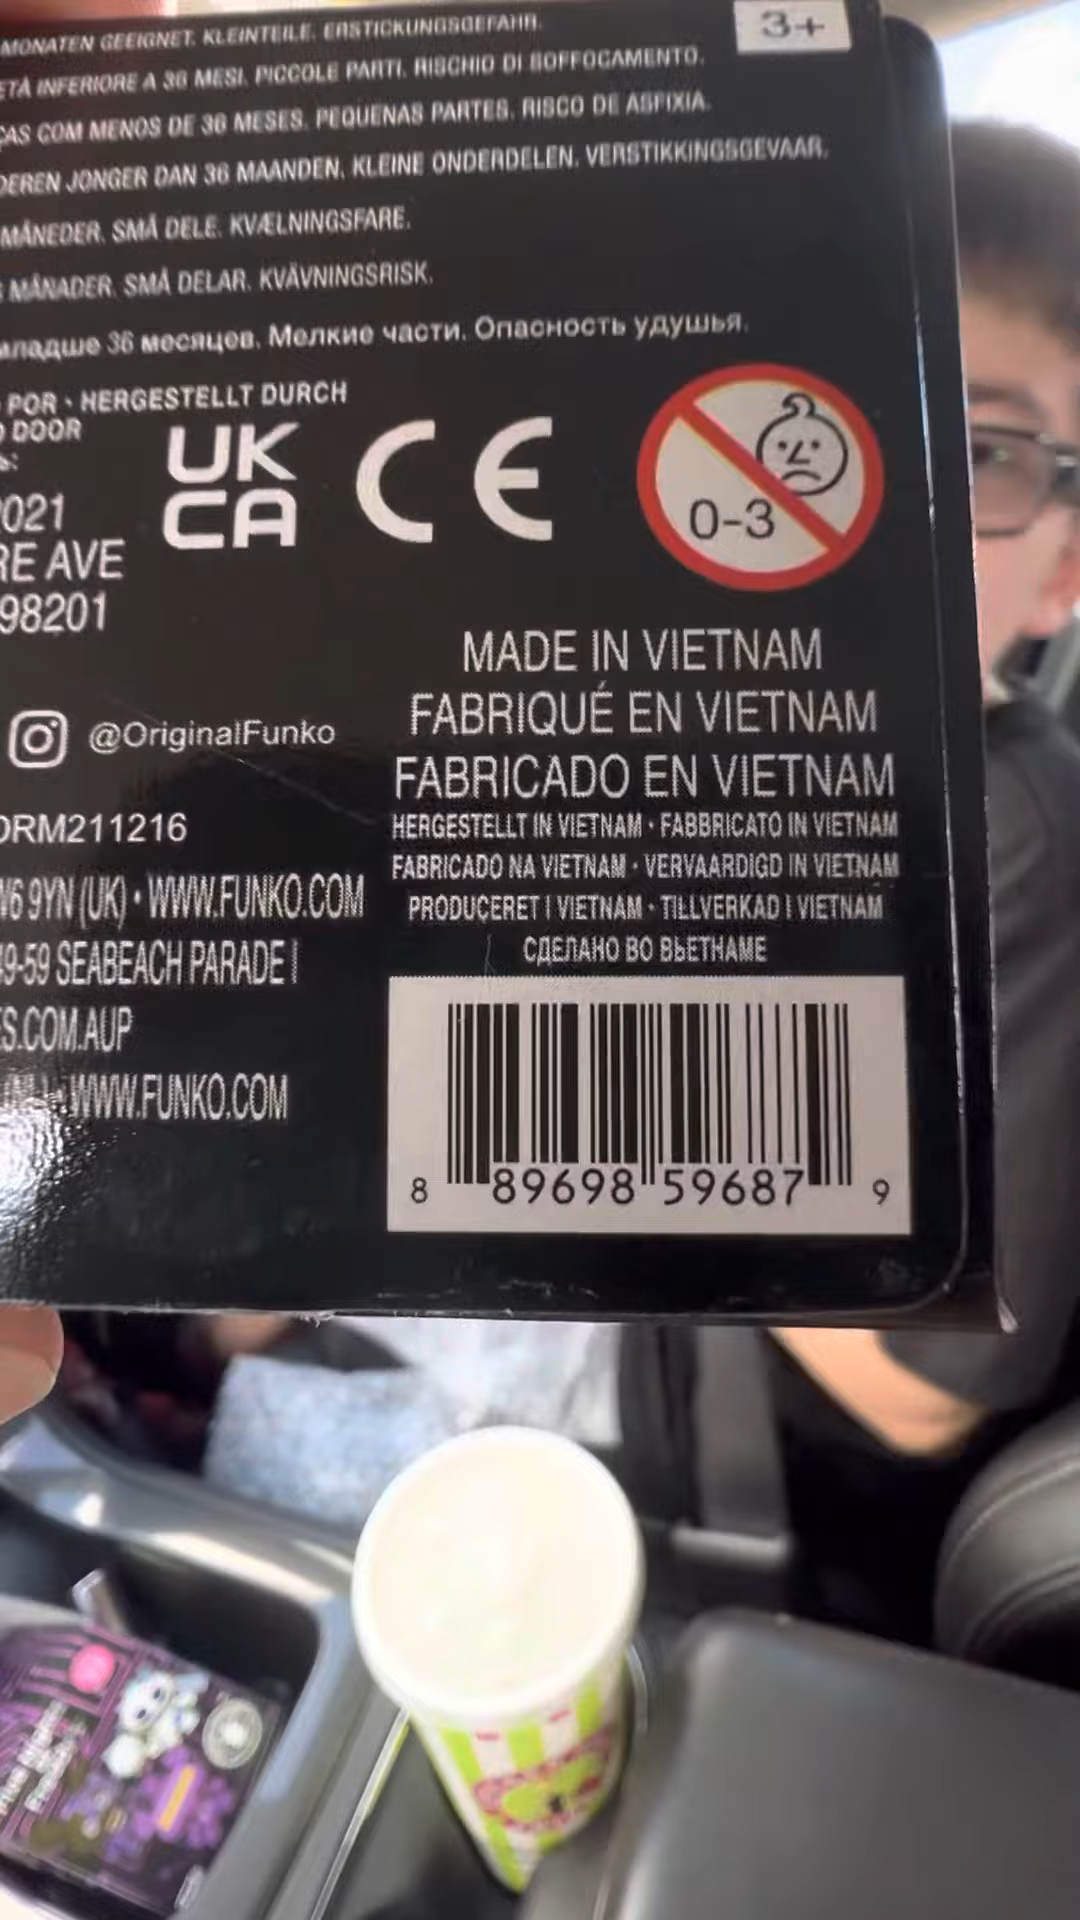 MONATEN GEEIGNET. KLEINTEILE. ERSTICKUNGSGEFAHR.
3+
ETÀ INFERIORE A 36 MESI. PICCOLE PARTI. RISCHIO DI SOFFOCAMENTO.
ÇAS COM MENOS DE 36 MESES. PEQUENAS PARTES. RISCO DE ASFIXIA.
DEREN JONGER DAN 36 MAANDEN. KLEINE ONDERDELEN. VERSTIKKINGSGEVAAR.
MÅNEDER. SMÅ DELE. KVÆLNINGSFARE.
MÅNADER. SMÅ DELAR. KVÄVNINGSRISK.
младше 36 месяцев. Мелкие части. Опасность удушья.
POR · HERGESTELLT DURCH
DOOR
UK
CA
CE
0-3
2021
RE AVE
98201
MADE IN VIETNAM
FABRIQUÉ EN VIETNAM
FABRICADO EN VIETNAM
HERGESTELLT IN VIETNAM · FABBRICATO IN VIETNAM
FABRICADO NA VIETNAM · VERVAARDIGD IN VIETNAM
PRODUCERET I VIETNAM · TILLVERKAD I VIETNAM
СДЕЛАНО ВО ВЬЕТНАМЕ
@OriginalFunko
DRM211216
W6 9YN (UK) · WWW.FUNKO.COM
49-59 SEABEACH PARADE |
ES.COM.AUP
WWW.FUNKO.COM
8 89698 59687 9